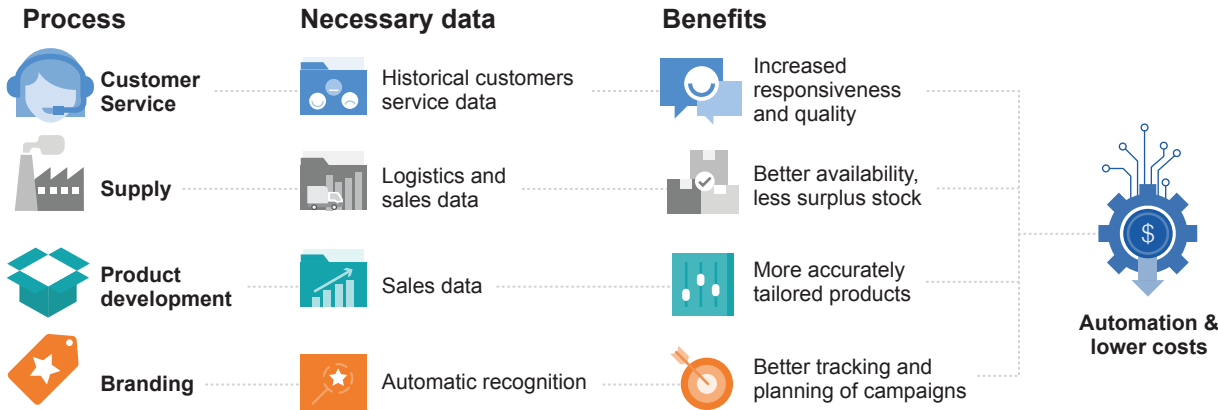 Process
Necessary data
Benefits
Customer
Service
Historical customers
service data
Increased
responsiveness
and quality
Supply
Logistics and
sales data
Better availability,
less surplus stock
$
Product
development
Sales data
More accurately
tailored products
Automation &
lower costs
Branding
Automatic recognition
Better tracking and
planning of campaigns